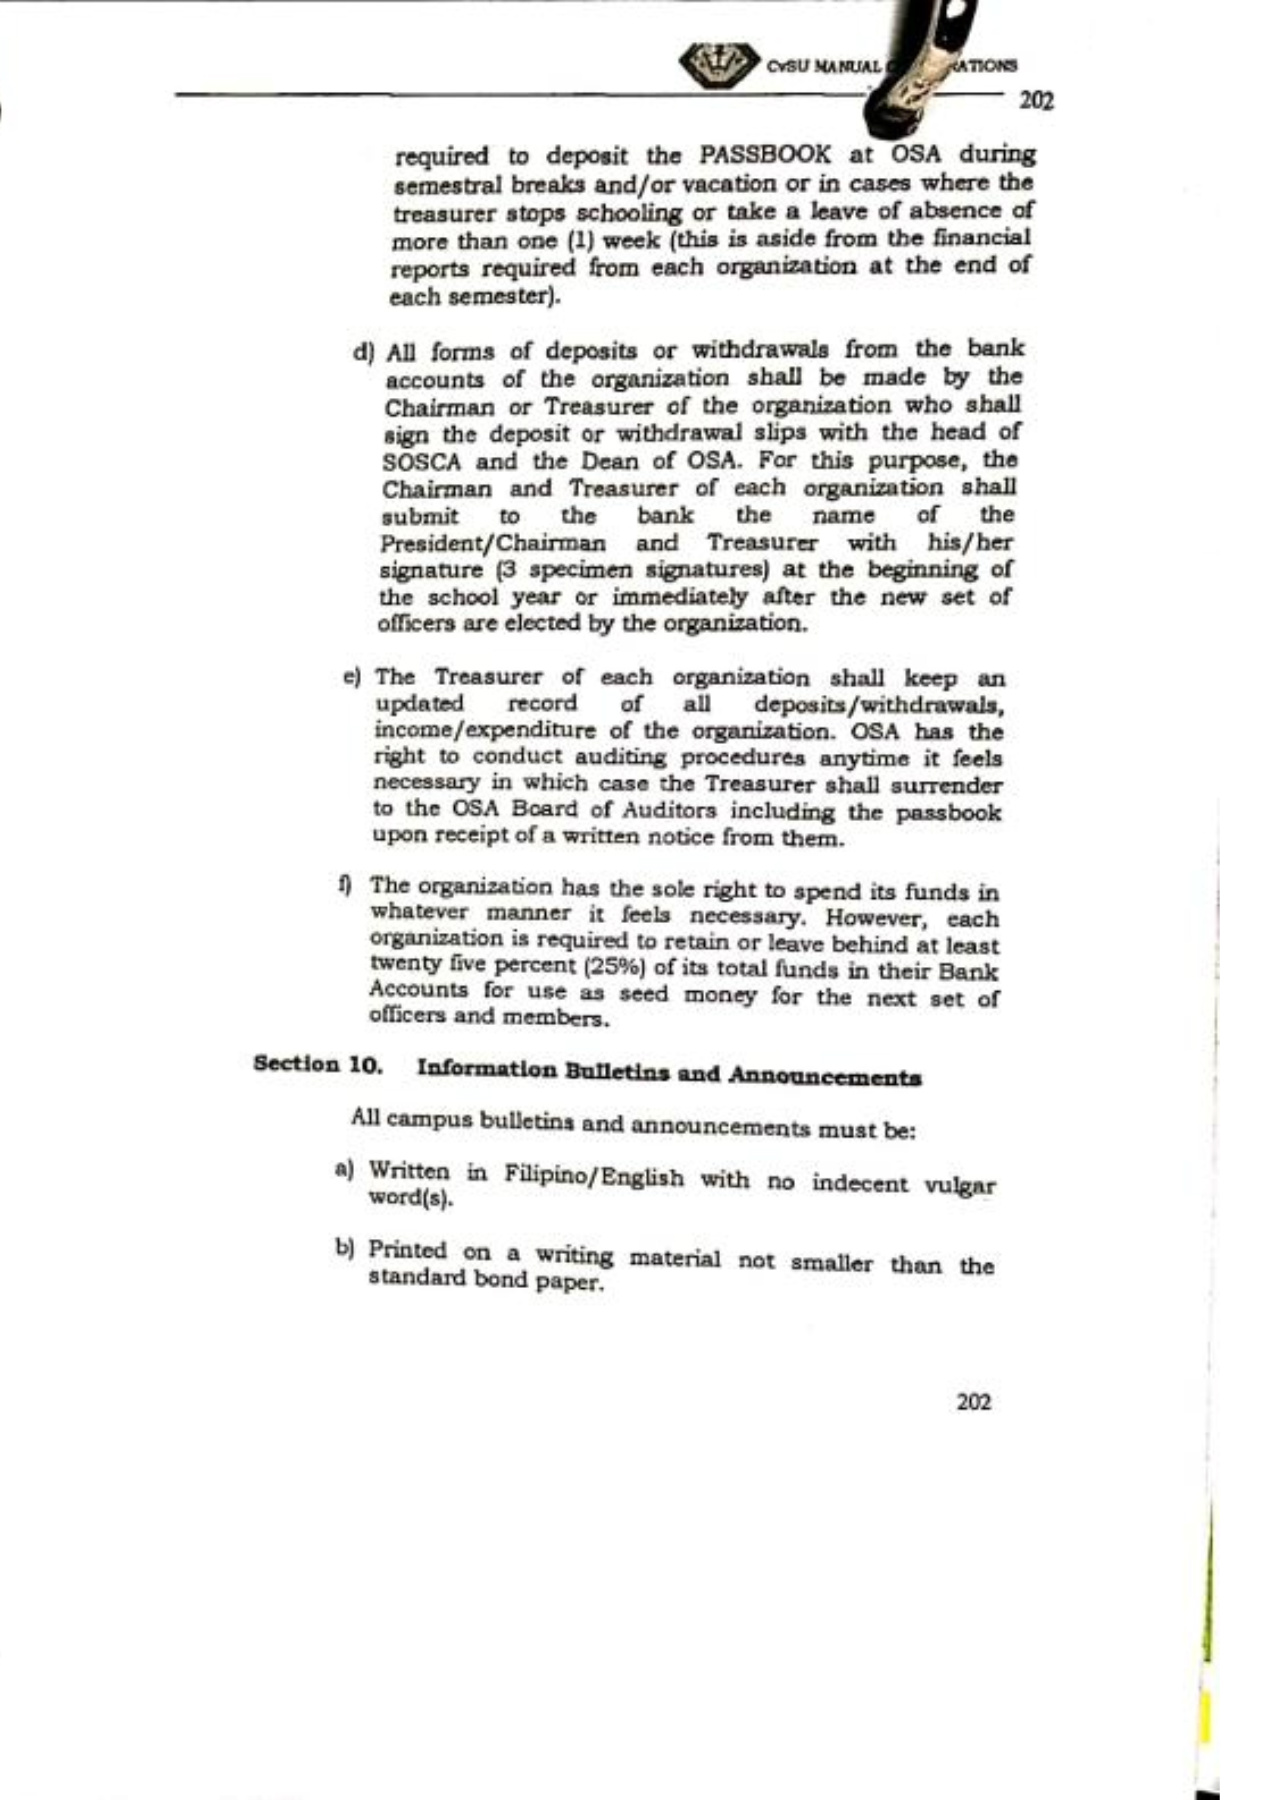 CvSU MANUAL
ATIONS
202
required to deposit the PASSBOOK at OSA during
semestral breaks and/or vacation or in cases where the
treasurer stops schooling or take a leave of absence of
more than one (1) week (this is aside from the financial
reports required from each organization at the end of
each semester).
d) All forms of deposits or withdrawals from the bank
accounts of the organization shall be made by the
Chairman or Treasurer of the organization who shall
sign the deposit or withdrawal slips with the head of
SOSCA and the Dean of OSA. For this purpose, the
Chairman and Treasurer of each organization shall
submit to the bank the name of the
President/Chairman and Treasurer with his/her
signature (3 specimen signatures) at the beginning of
the school year or immediately after the new set of
officers are elected by the organization.
e) The Treasurer of each organization shall keep an
updated record of all deposits/withdrawals,
income/expenditure of the organization. OSA has the
right to conduct auditing procedures anytime it feels
necessary in which case the Treasurer shall surrender
to the OSA Board of Auditors including the passbook
upon receipt of a written notice from them.
f) The organization has the sole right to spend its funds in
whatever manner it feels necessary. However, each
organization is required to retain or leave behind at least
twenty five percent (25%) of its total funds in their Bank
Accounts for use as seed money for the next set of
officers and members.
Section 10. Information Bulletins and Announcements
All campus bulletins and announcements must be:
a) Written in Filipino/English with no indecent vulgar
word(s).
b) Printed on a writing material not smaller than the
standard bond paper.
202